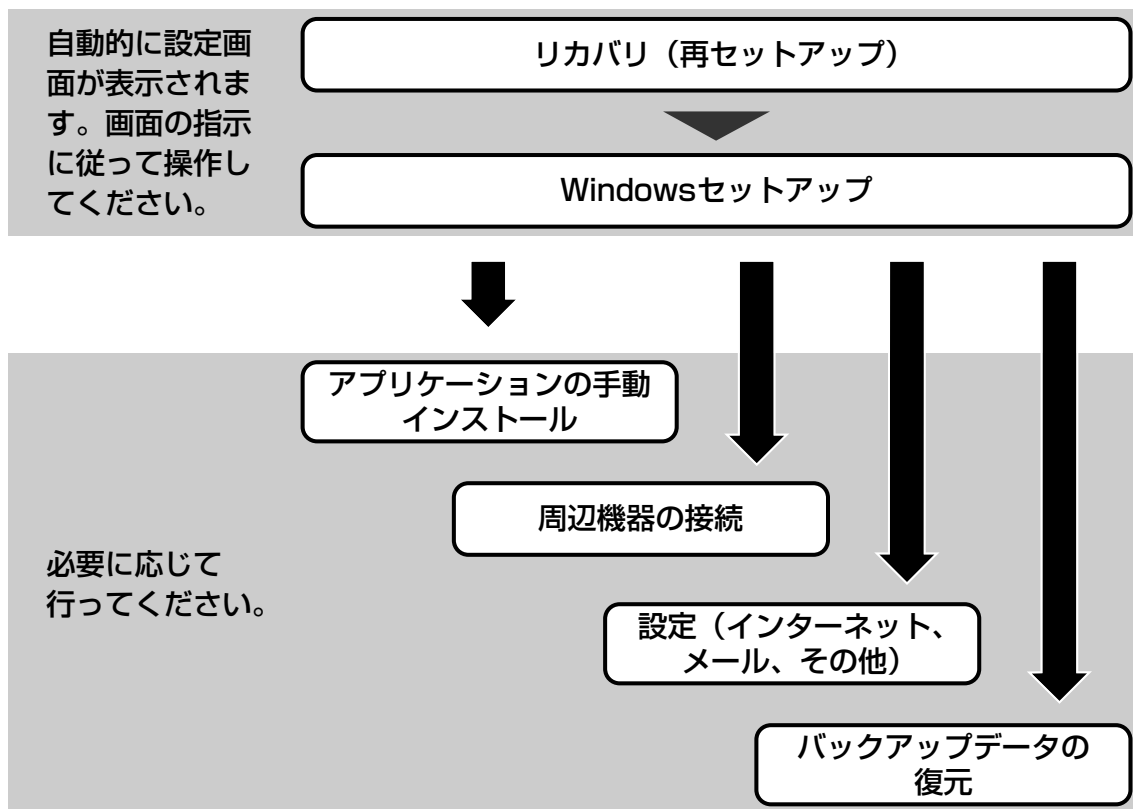 自動的に設定画
面が表示されま
す。画面の指示
に従って操作し
てください。
リカバリ（再セットアップ）
Windowsセットアップ
アプリケーションの手動
インストール
周辺機器の接続
必要に応じて
行ってください。
設定（インターネット、
メール、その他）
バックアップデータの
復元